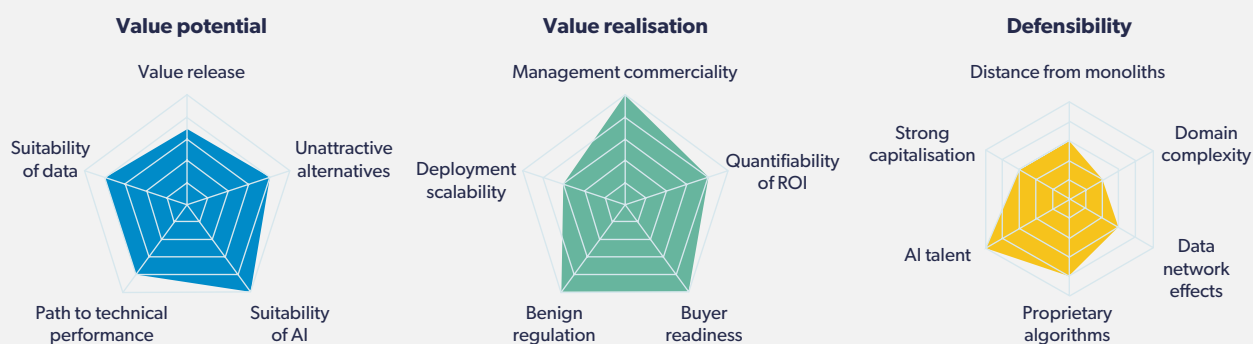 Value potential
Value release
Suitability
of data
Unattractive
alternatives
Path to technical
performance
Suitability
of AI
Value realisation
Management commerciality
Deployment
scalability
Quantifiability
of ROI
Benign
regulation
Buyer
readiness
Defensibility
Distance from monoliths
Strong
capitalisation
Domain
complexity
AI talent
Data
network
effects
Proprietary
algorithms